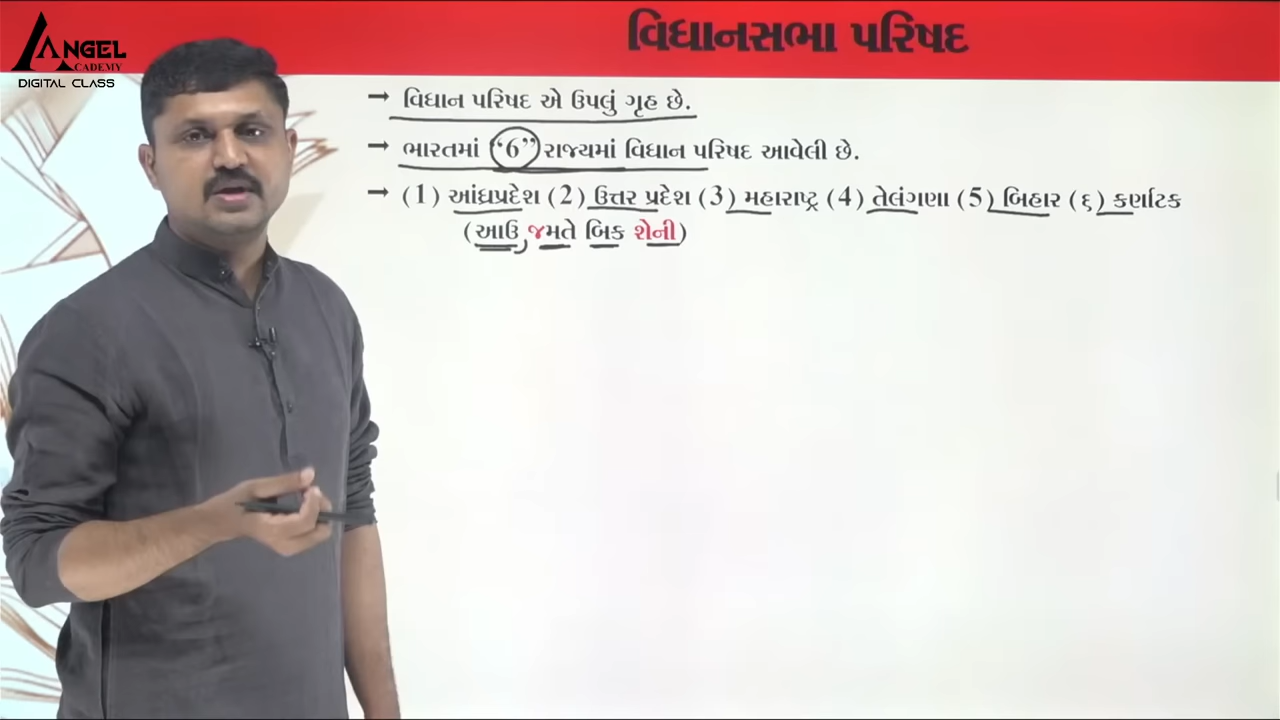 ANGEL
ACADEMY
DIGITAL CLASS
વિધાનસભા પરિષદ
→ વિધાન પરિષદ એ ઉપલું ગૃહ છે.
→ ભારતમાં “6” રાજ્યમાં વિધાન પરિષદ આવેલી છે.
→ (1) આંધ્રપ્રદેશ (2) ઉત્તર પ્રદેશ (3) મહારાષ્ટ્ર (4) તેલંગણા (5) બિહાર (૬) કર્ણાટક
(આઉ, જમતે બિક શેની)